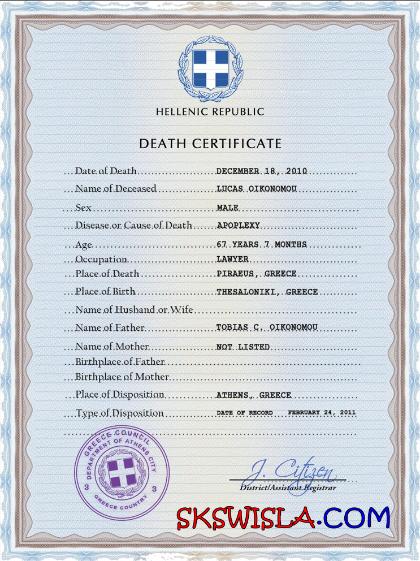 HELLENIC REPUBLIC
DEATH CERTIFICATE
Date of Death DECEMBER 18, 2010
Name of Deceased LUCAS OIKONOMOU
Sex MALE
Disease or Cause of Death APOPLEXY
Age 67 YEARS 7 MONTHS
Occupation LAWYER
Place of Death PIRAEUS, GREECE
Place of Birth THESALONIKI, GREECE
Name of Husband or Wife
Name of Father TOBIAS C. OIKONOMOU
Name of Mother NOT LISTED
Birthplace of Father
Birthplace of Mother
Place of Disposition ATHENS, GREECE
Type of Disposition DATE OF RECORD FEBRUARY 24, 2011
GREECE COUNCIL
DEPARTMENT OF ATHENS CITY
3 3
GREECE COUNTRY
J. Citizen
District/Assistant Registrar
SKSWISLA.COM